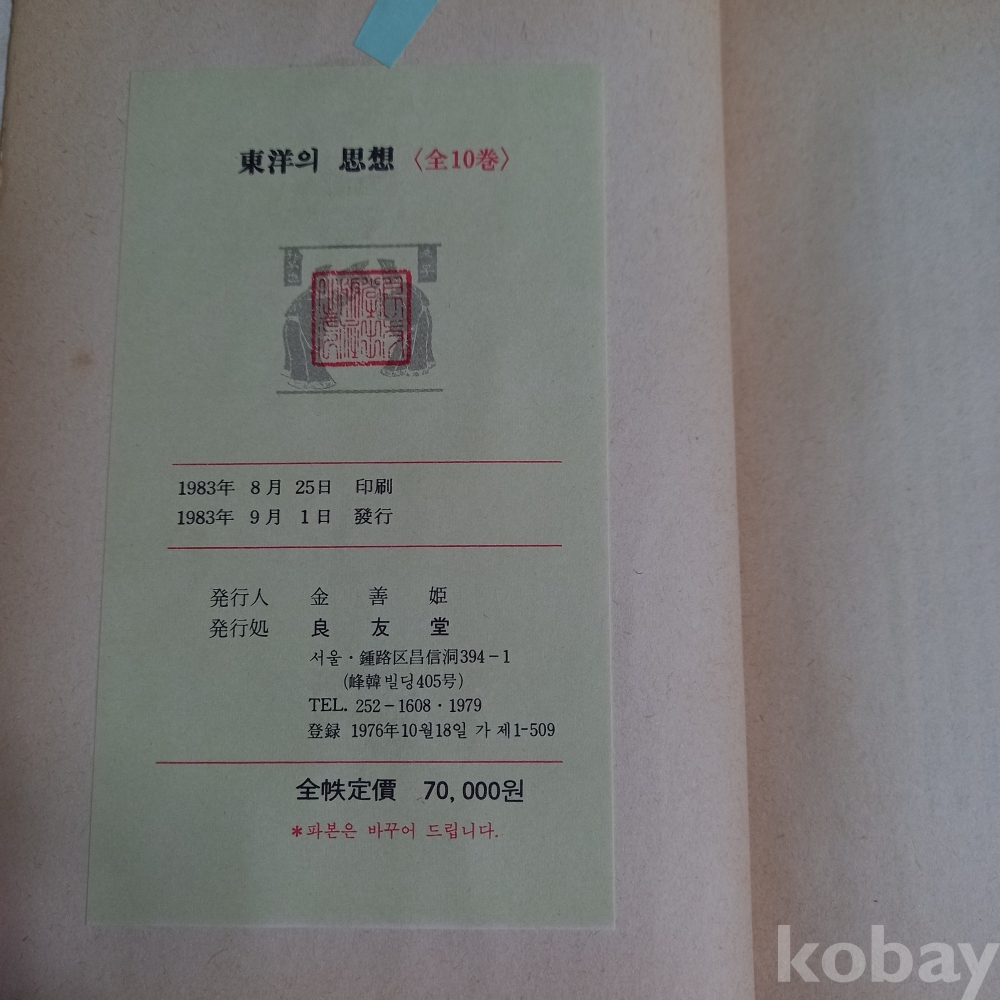 東洋의 思想 〈全10巻〉
1983年 8月 25日 印刷
1983年 9月 1日 發行
発行人 金善姫
発行処 良友堂
서울·鍾路区昌信洞394-1
(峰韓빌딩405号)
TEL. 252-1608·1979
登録 1976年10月18일 가 제1-509
全帙定價 70,000원
*파본은 바꾸어 드립니다.
kobay